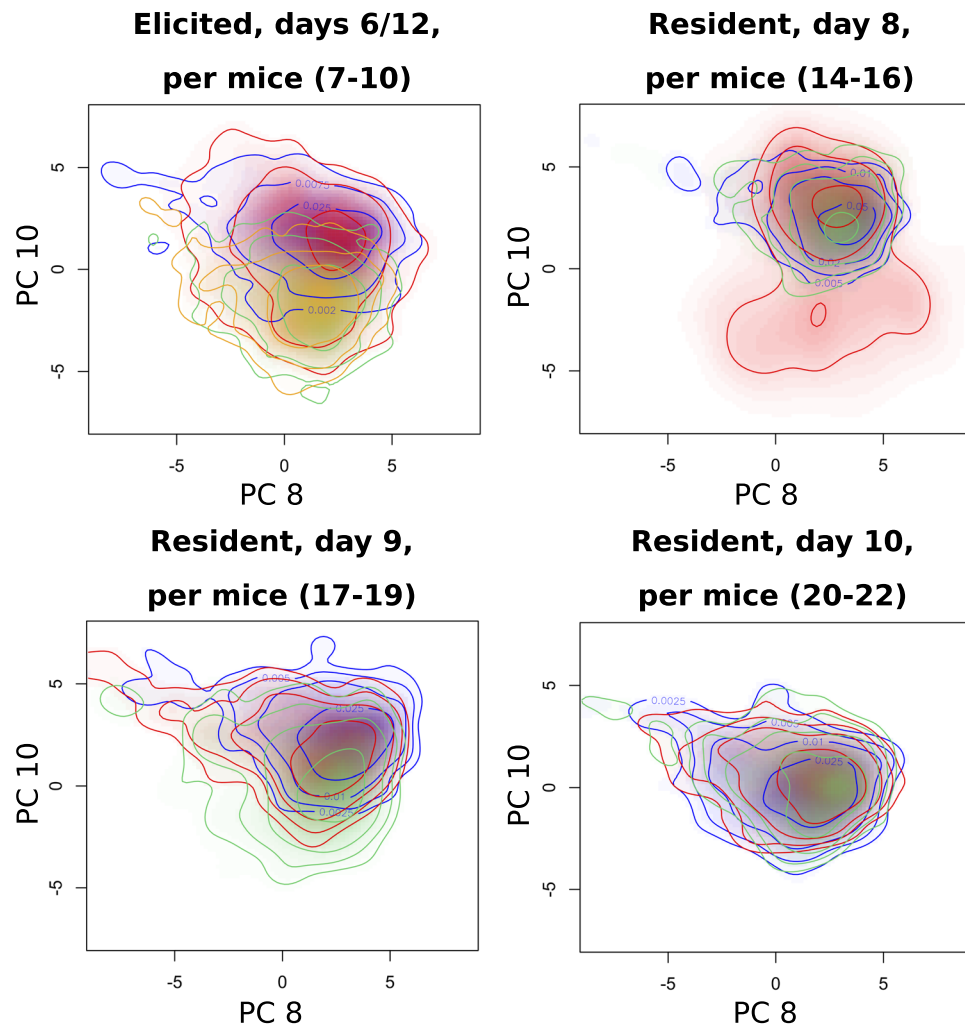 Elicited, days 6/12,
per mice (7-10)
Resident, day 8,
per mice (14-16)
5
0
-5
PC 10
0.0075
0.025
0.002
-5
0
5
PC 8
5
0
-5
PC 10
0.01
0.05
0.02
0.005
-5
0
5
PC 8
Resident, day 9,
per mice (17-19)
Resident, day 10,
per mice (20-22)
5
0
-5
PC 10
0.005
0.025
0.01
0.0025
-5
0
5
PC 8
5
0
-5
PC 10
0.0025
0.005
0.01
0.025
-5
0
5
PC 8